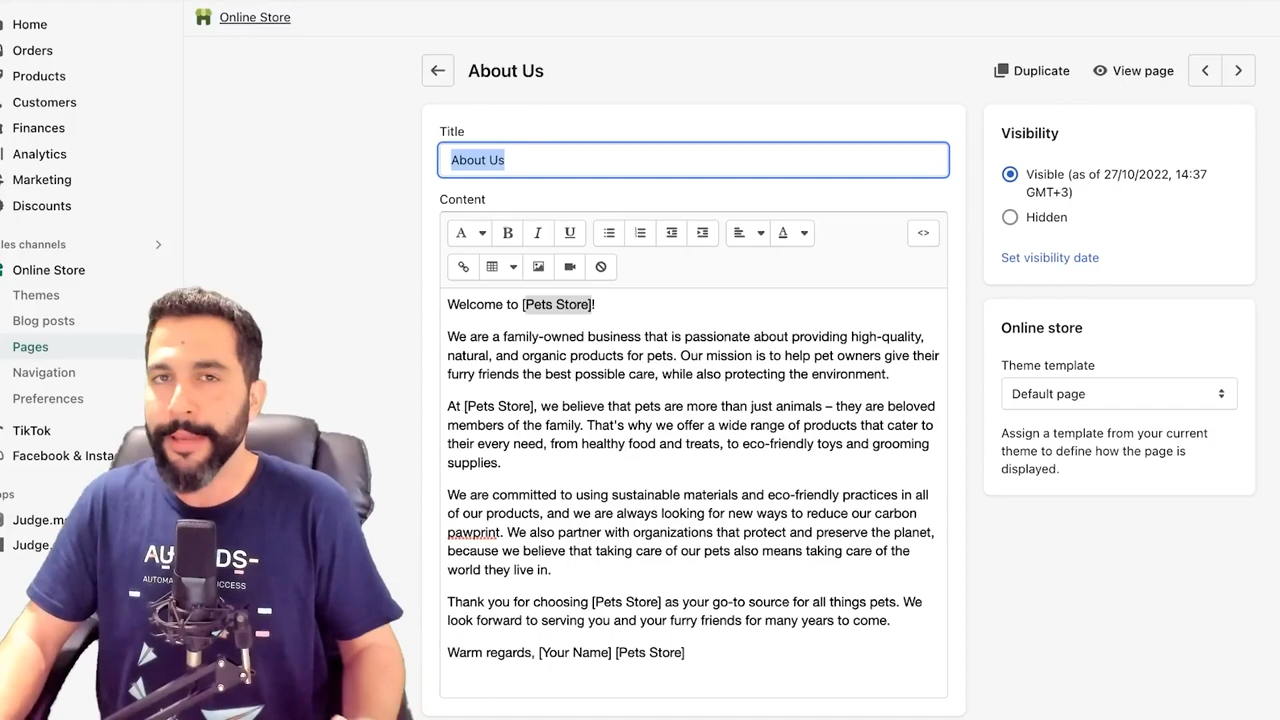 Home
Orders
Products
Customers
Finances
Analytics
Marketing
Discounts
les channels
Online Store
Themes
Blog posts
Pages
Navigation
Preferences
TikTok
Facebook & Insta
Judge.m
Judge.
Online Store
About Us
Duplicate
View page
Title
About Us
Content
A B I U A <>
Welcome to [Pets Store]!
We are a family-owned business that is passionate about providing high-quality,
natural, and organic products for pets. Our mission is to help pet owners give their
furry friends the best possible care, while also protecting the environment.
At [Pets Store], we believe that pets are more than just animals – they are beloved
members of the family. That's why we offer a wide range of products that cater to
their every need, from healthy food and treats, to eco-friendly toys and grooming
supplies.
We are committed to using sustainable materials and eco-friendly practices in all
of our products, and we are always looking for new ways to reduce our carbon
pawprint. We also partner with organizations that protect and preserve the planet,
because we believe that taking care of our pets also means taking care of the
world they live in.
Thank you for choosing [Pets Store] as your go-to source for all things pets. We
look forward to serving you and your furry friends for many years to come.
Warm regards, [Your Name] [Pets Store]
Visibility
Visible (as of 27/10/2022, 14:37
GMT+3)
Hidden
Set visibility date
Online store
Theme template
Default page
Assign a template from your current
theme to define how the page is
displayed.